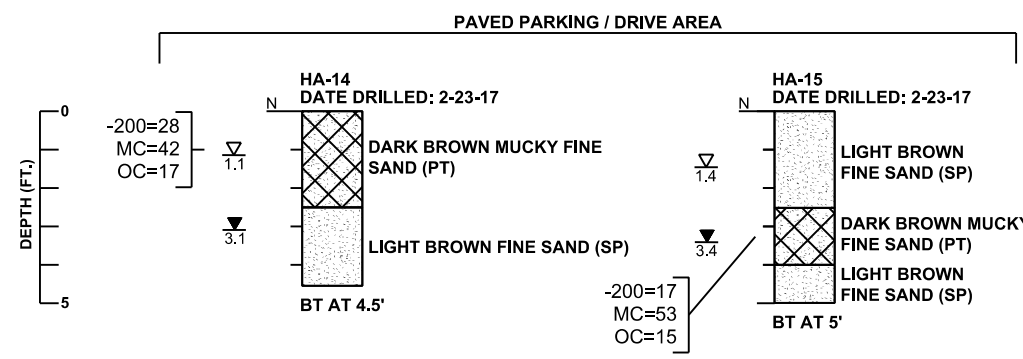 PAVED PARKING / DRIVE AREA
HA-14
DATE DRILLED: 2-23-17
HA-15
DATE DRILLED: 2-23-17
N
N
0
5
DEPTH (FT.)
-200=28
MC=42
OC=17
1.1
3.1
DARK BROWN MUCKY FINE
SAND (PT)
LIGHT BROWN FINE SAND (SP)
BT AT 4.5'
1.4
3.4
LIGHT BROWN
FINE SAND (SP)
DARK BROWN MUCKY
FINE SAND (PT)
LIGHT BROWN
FINE SAND (SP)
-200=17
MC=53
OC=15
BT AT 5'